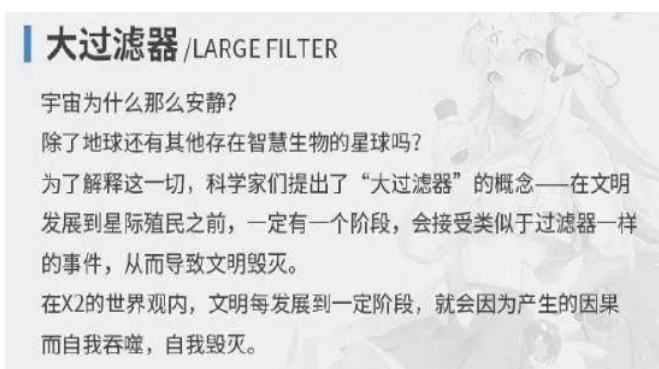 大过滤器/LARGE FILTER
宇宙为什么那么安静？
除了地球还有其他存在智慧生物的星球吗？
为了解释这一切，科学家们提出了“大过滤器”的概念——在文明
发展到星际殖民之前，一定有一个阶段，会接受类似于过滤器一样
的事件，从而导致文明毁灭。
在X2的世界观内，文明每发展到一定阶段，就会因为产生的因果
而自我吞噬，自我毁灭。